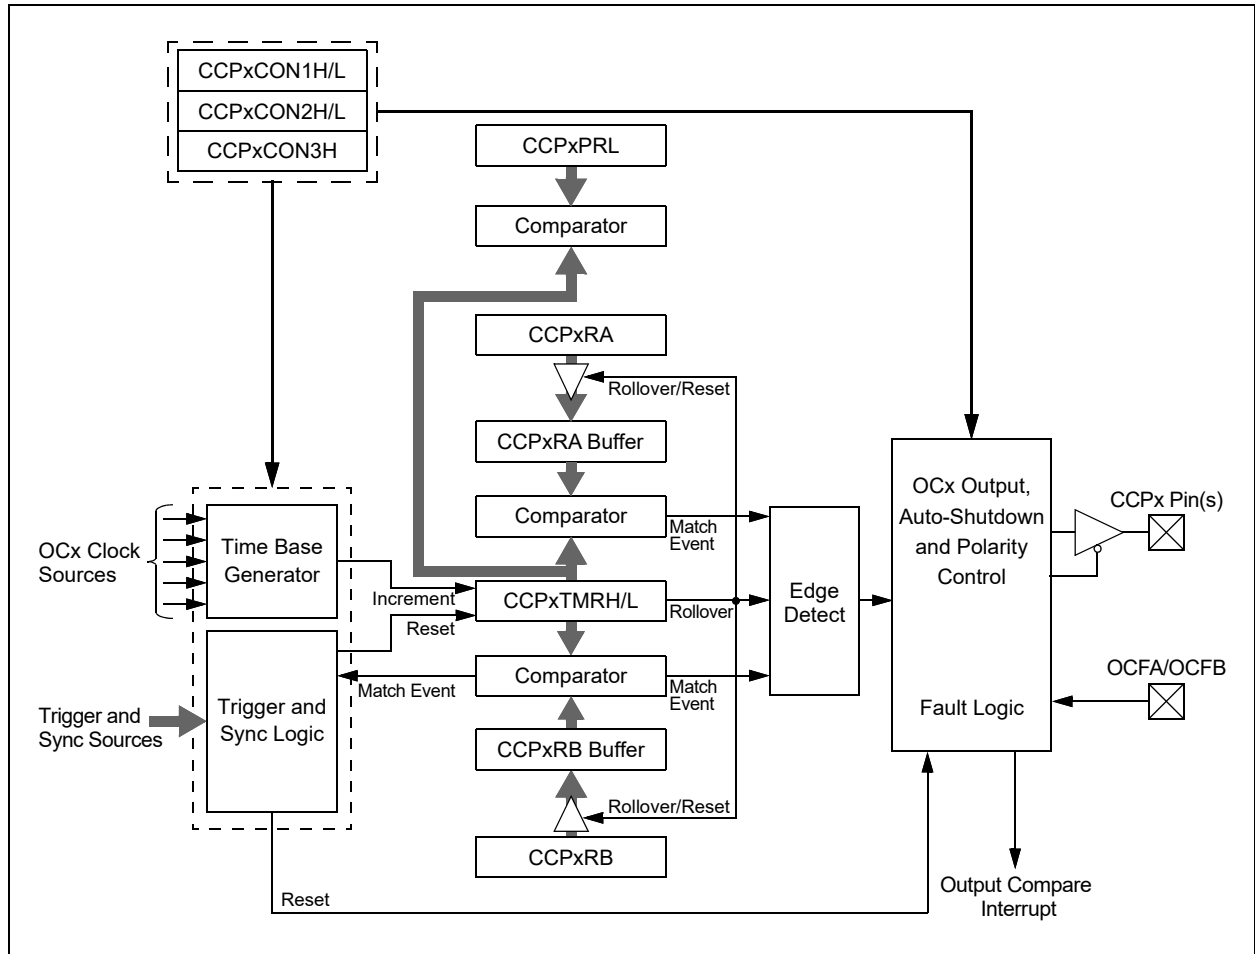 CCPxCON1H/L
CCPxCON2H/L
CCPxCON3H
CCPxPRL
Comparator
CCPxRA
Rollover/Reset
CCPxRA Buffer
Comparator
Match
Event
OCx Clock
Sources
Time Base
Generator
Increment
Reset
CCPxTMRH/L
Rollover
Edge
Detect
OCx Output,
Auto-Shutdown
and Polarity
Control
Fault Logic
CCPx Pin(s)
OCFA/OCFB
Trigger and
Sync Sources
Trigger and
Sync Logic
Match Event
Comparator
Match
Event
CCPxRB Buffer
Rollover/Reset
CCPxRB
Reset
Output Compare
Interrupt